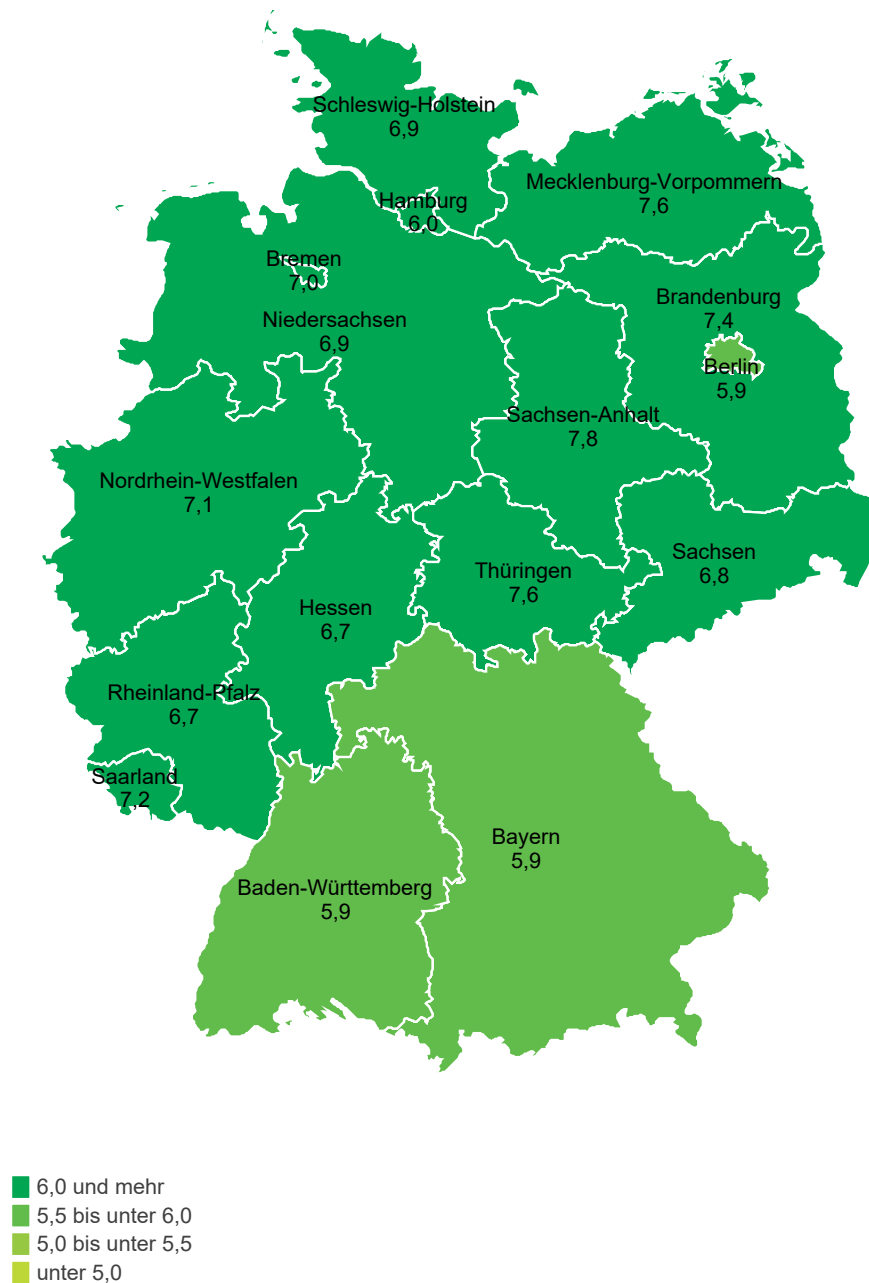 Schleswig-Holstein
6,9
Mecklenburg-Vorpommern
7,6
Hamburg
6,0
Bremen
7,0
Brandenburg
7,4
Niedersachsen
6,9
Berlin
5,9
Sachsen-Anhalt
7,8
Nordrhein-Westfalen
7,1
Sachsen
6,8
Thüringen
7,6
Hessen
6,7
Rheinland-Pfalz
6,7
Saarland
7,2
Bayern
5,9
Baden-Württemberg
5,9
6,0 und mehr
5,5 bis unter 6,0
5,0 bis unter 5,5
unter 5,0